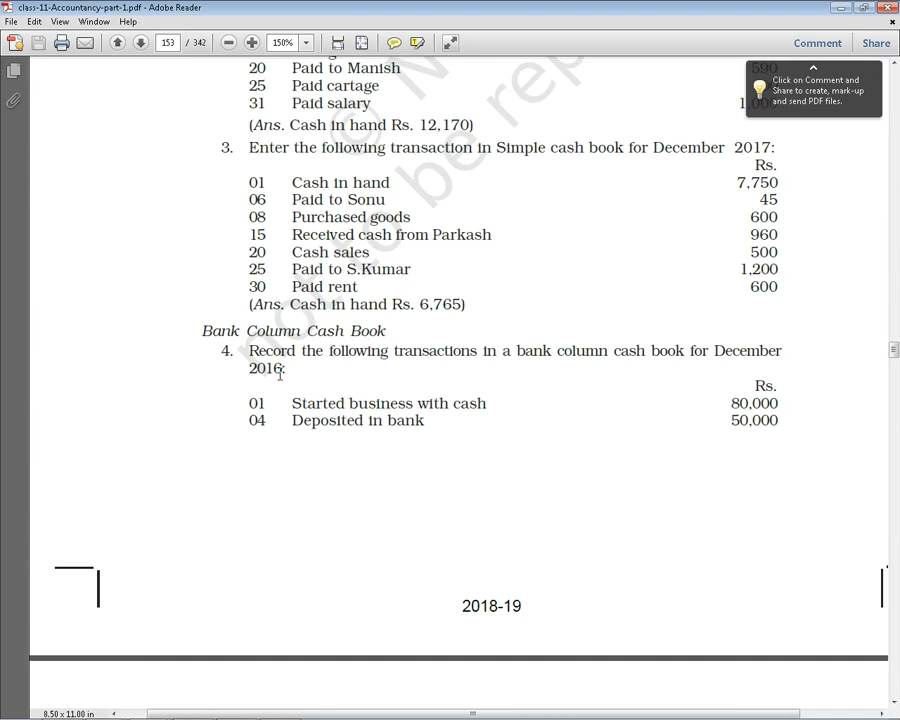 class-11-Accountancy-part-1.pdf - Adobe Reader
File Edit View Window Help
153 / 342 150% Comment Share
20 Paid to Manish 590
25 Paid cartage
31 Paid salary 1,000
Click on Comment and
Share to create, mark-up
and send PDF files.
(Ans. Cash in hand Rs. 12,170)
3. Enter the following transaction in Simple cash book for December 2017:
Rs.
01 Cash in hand 7,750
06 Paid to Sonu 45
08 Purchased goods 600
15 Received cash from Parkash 960
20 Cash sales 500
25 Paid to S.Kumar 1,200
30 Paid rent 600
(Ans. Cash in hand Rs. 6,765)
Bank Column Cash Book
4. Record the following transactions in a bank column cash book for December
2016:
Rs.
01 Started business with cash 80,000
04 Deposited in bank 50,000
© N
not to be rep
2018-19
8.50 x 11.00 in